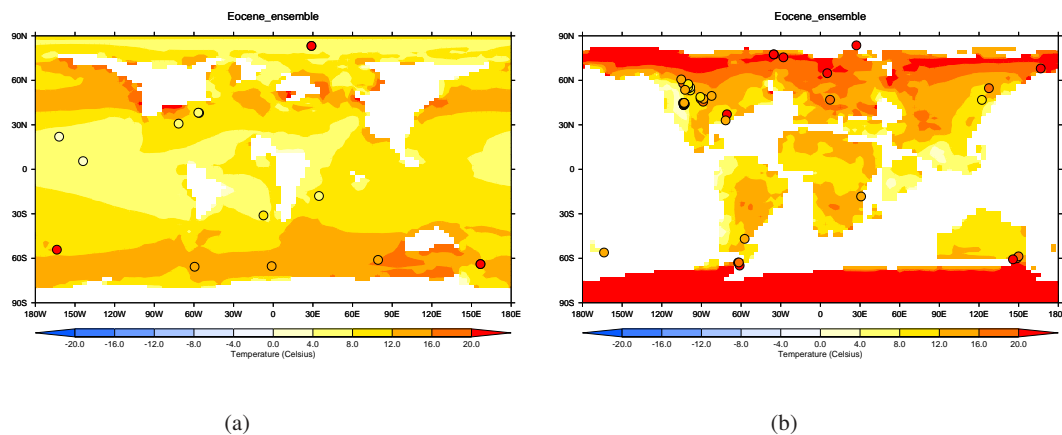 Eocene_ensemble
90N
60N
30N
0
30S
60S
90S
180W 150W 120W 90W 60W 30W 0 30E 60E 90E 120E 150E 180E
-20.0 -16.0 -12.0 -8.0 -4.0 0.0 4.0 8.0 12.0 16.0 20.0
Temperature (Celsius)
(a)
Eocene_ensemble
90N
60N
30N
0
30S
60S
90S
180W 150W 120W 90W 60W 30W 0 30E 60E 90E 120E 150E 180
-20.0 -16.0 -12.0 -8.0 -4.0 0.0 4.0 8.0 12.0 16.0 20.0
Temperature (Celsius)
(b)